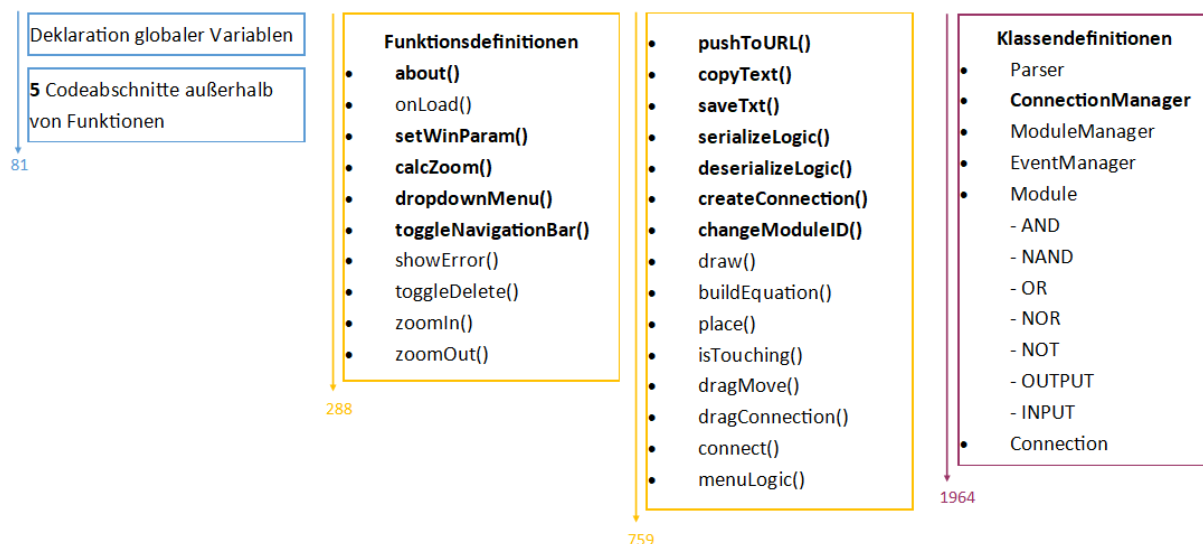 Deklaration globaler Variablen
5 Codeabschnitte außerhalb
von Funktionen
81
Funktionsdefinitionen
• about()
• onLoad()
• setWinParam()
• calcZoom()
• dropdownMenu()
• toggleNavigationBar()
• showError()
• toggleDelete()
• zoomIn()
• zoomOut()
288
• pushToURL()
• copyText()
• saveTxt()
• serializeLogic()
• deserializeLogic()
• createConnection()
• changeModuleID()
• draw()
• buildEquation()
• place()
• isTouching()
• dragMove()
• dragConnection()
• connect()
• menuLogic()
759
Klassendefinitionen
• Parser
• ConnectionManager
• ModuleManager
• EventManager
• Module
- AND
- NAND
- OR
- NOR
- NOT
- OUTPUT
- INPUT
• Connection
1964